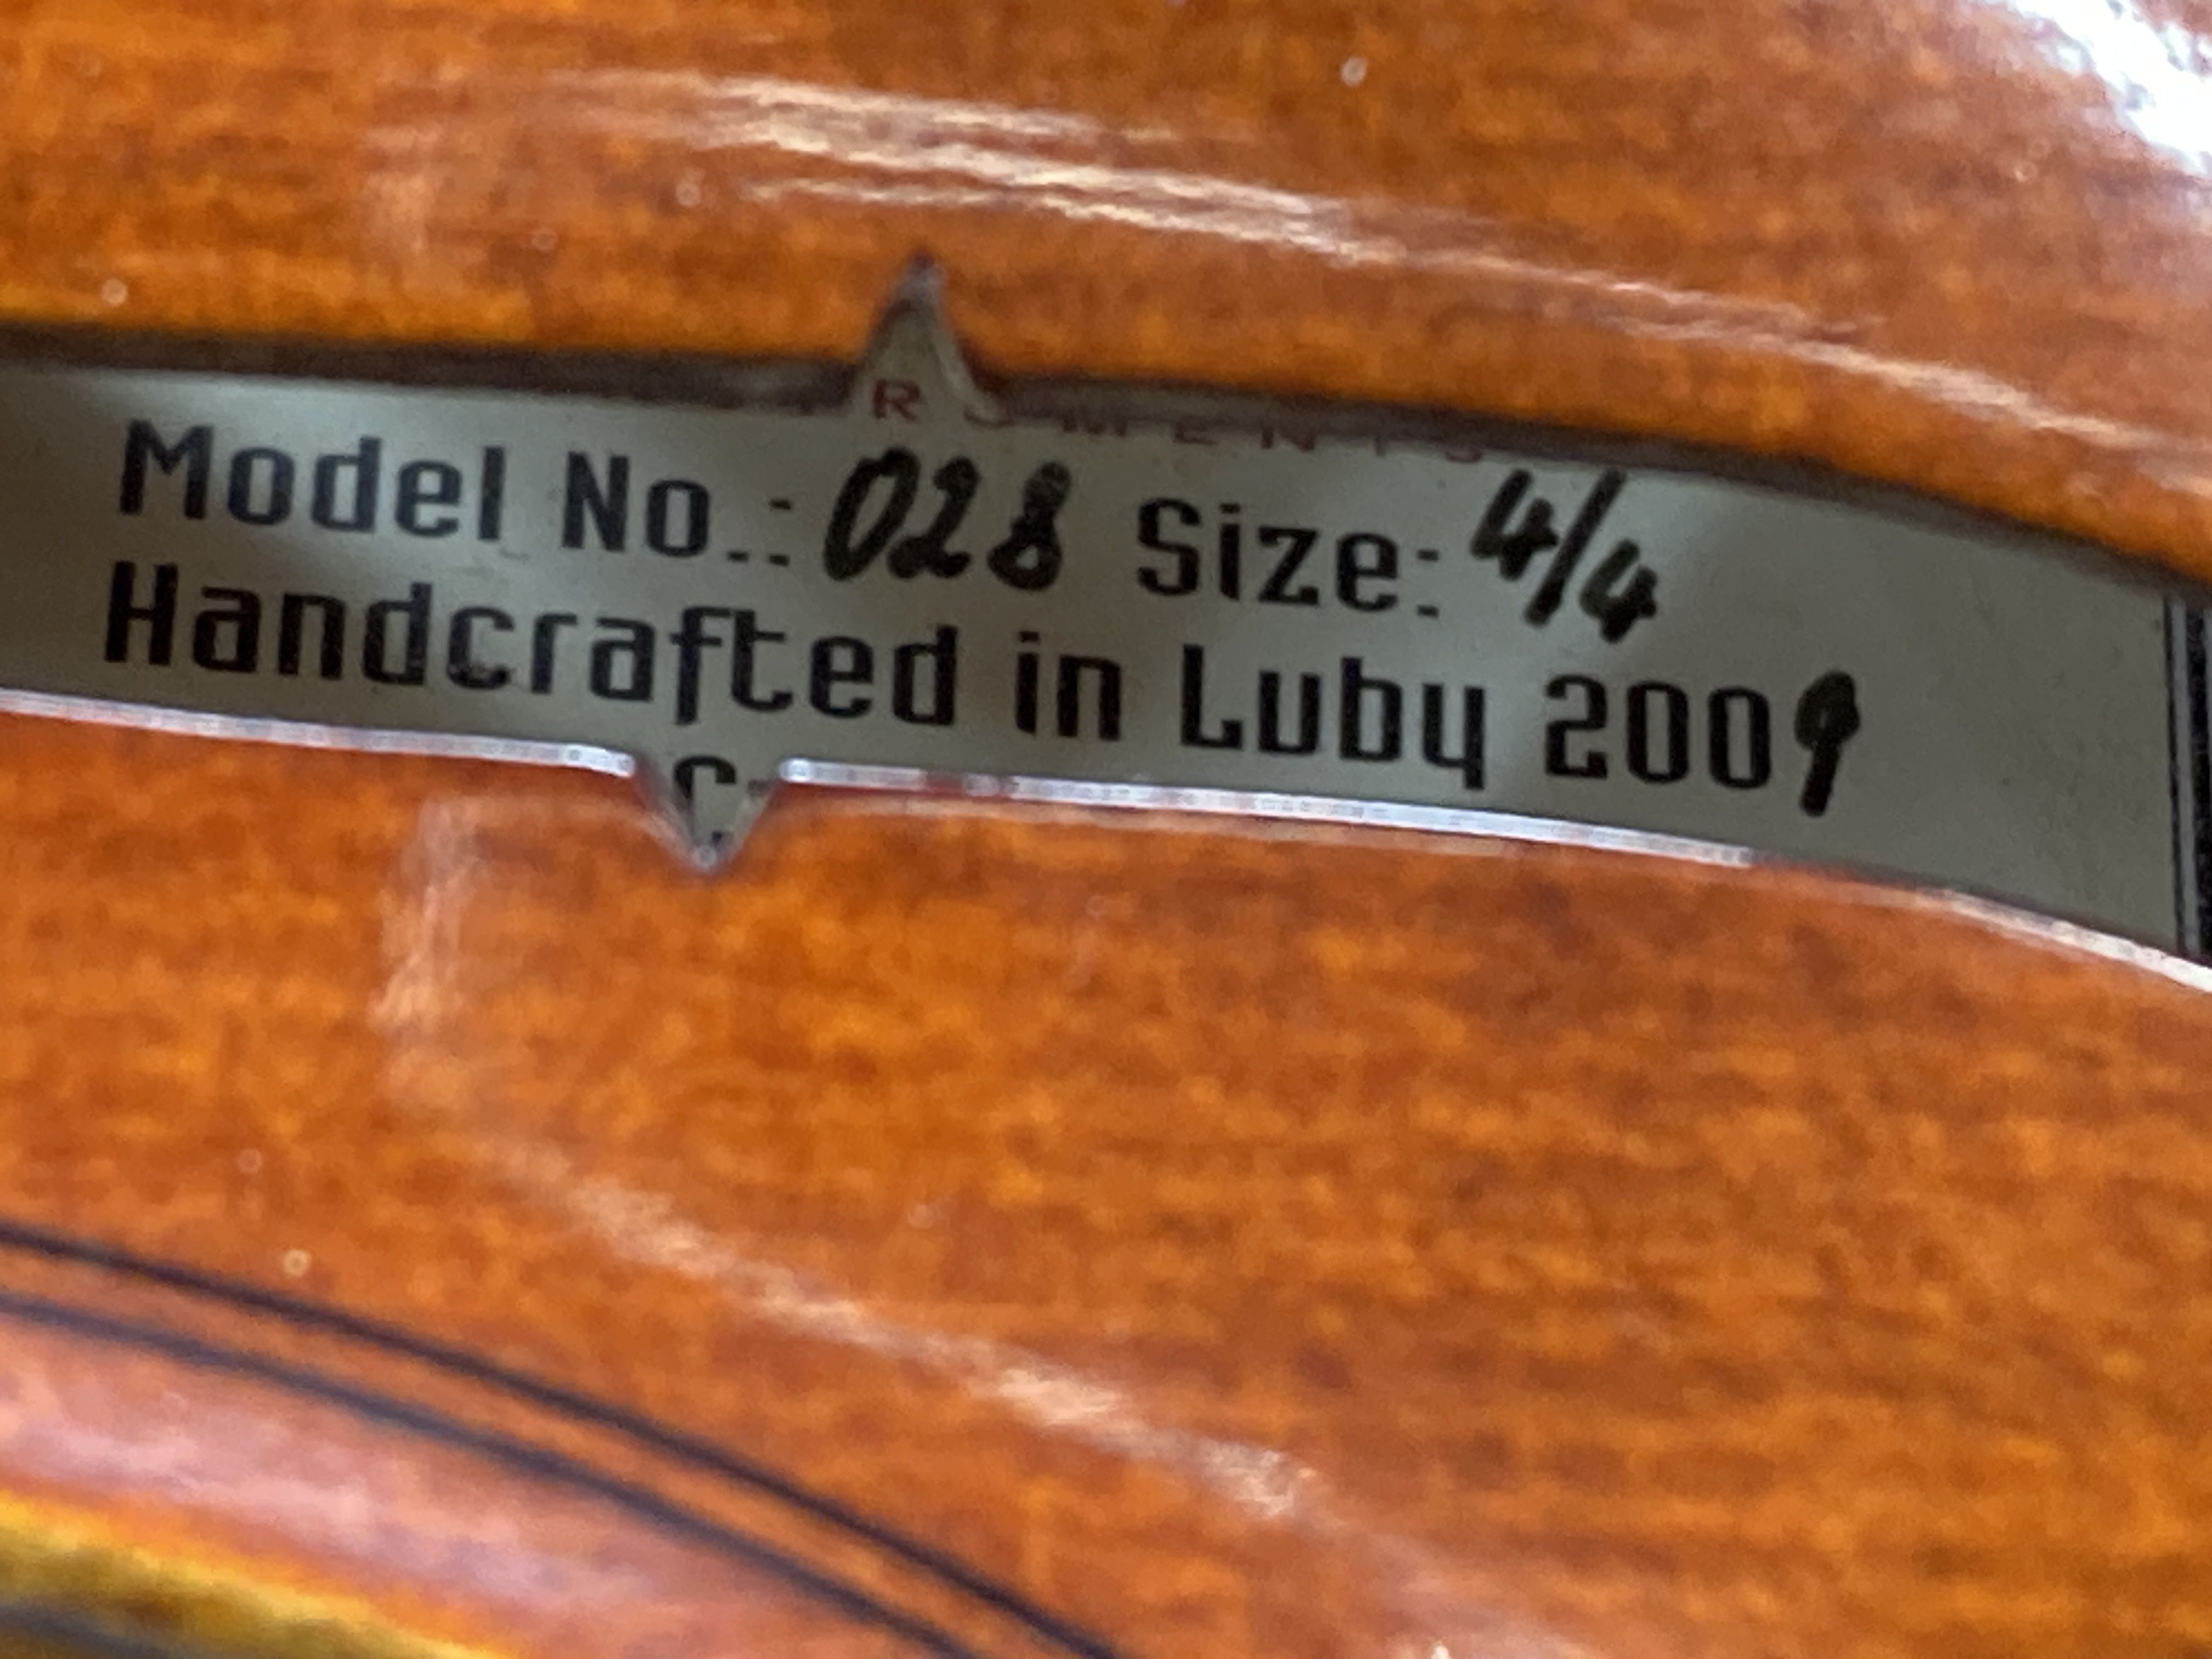 Model No.: 028 Size: 4/4
Handcrafted in Luby 2009